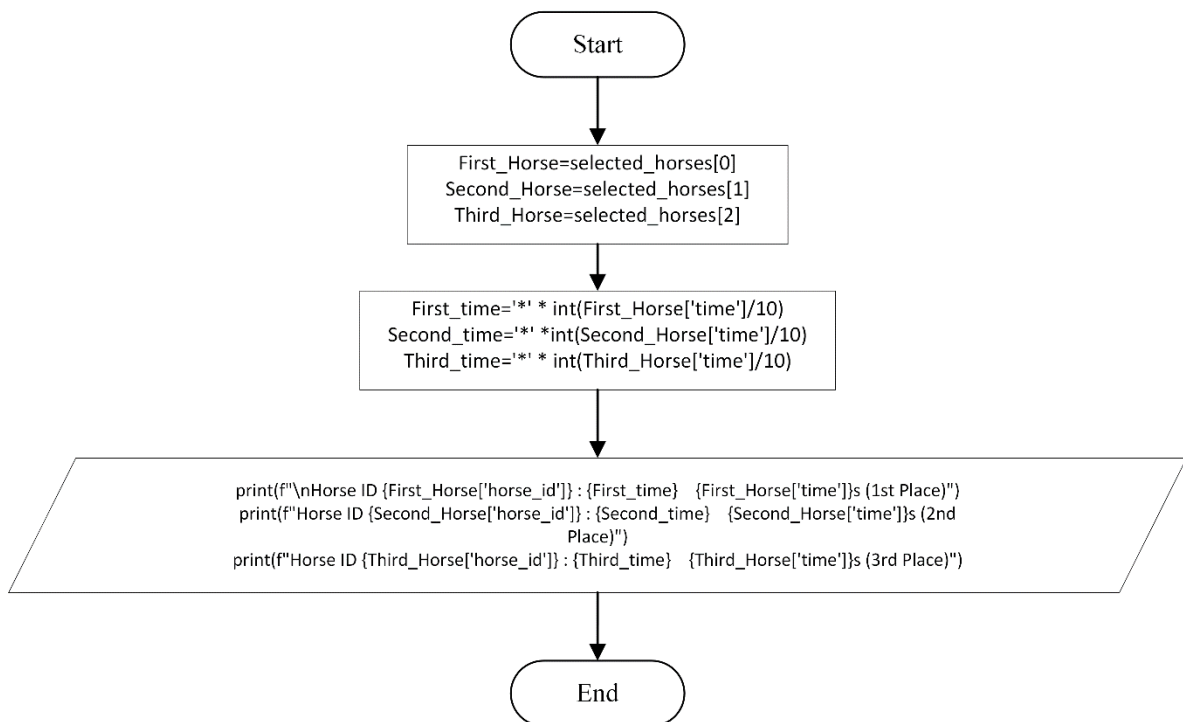 Start
First_Horse=selected_horses[0]
Second_Horse=selected_horses[1]
Third_Horse=selected_horses[2]
First_time='*' * int(First_Horse['time']/10)
Second_time='*' *int(Second_Horse['time']/10)
Third_time='*' * int(Third_Horse['time']/10)
print(f"\nHorse ID {First_Horse['horse_id']} : {First_time}    {First_Horse['time']}s (1st Place)")
print(f"Horse ID {Second_Horse['horse_id']} : {Second_time}    {Second_Horse['time']}s (2nd
Place)")
print(f"Horse ID {Third_Horse['horse_id']} : {Third_time}    {Third_Horse['time']}s (3rd Place)")
End